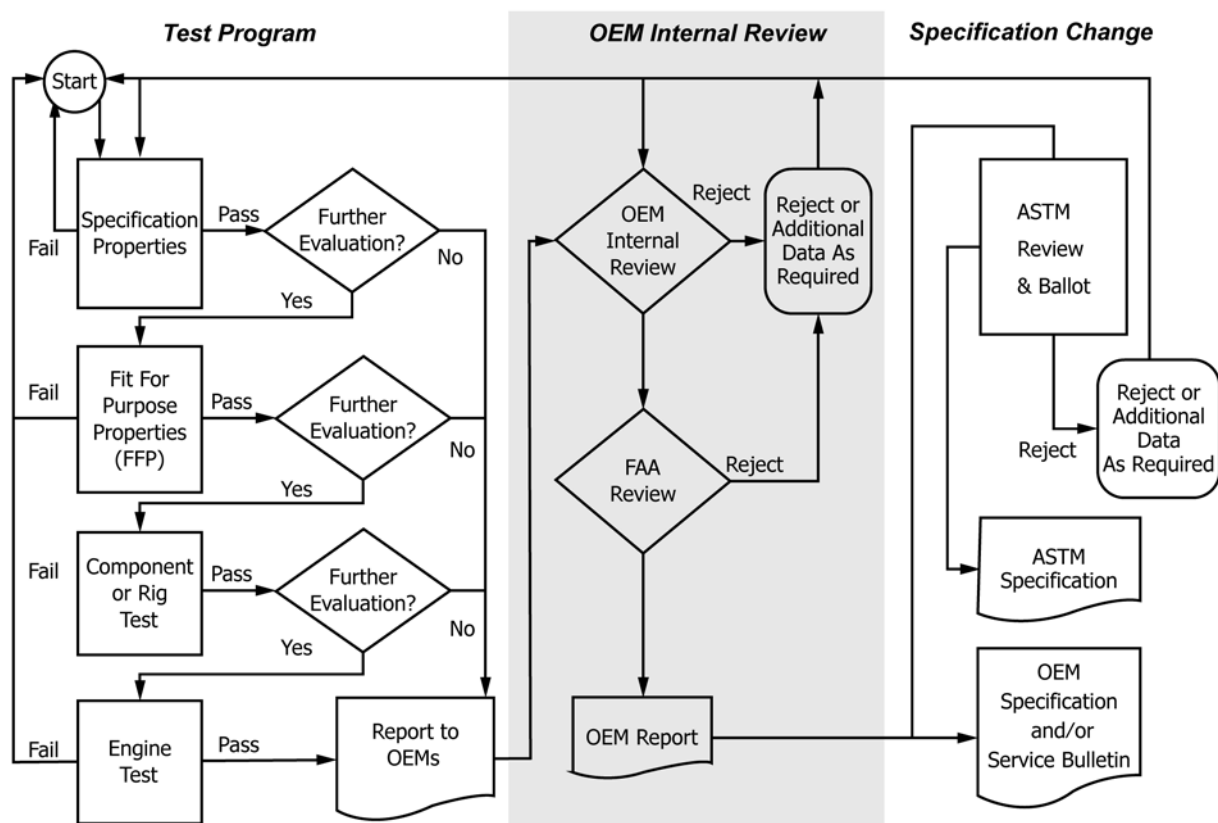 Test Program
OEM Internal Review
Specification Change
Start
Specification
Properties
Fail
Pass
Further
Evaluation?
No
Yes
Fit For
Purpose
Properties
(FFP)
Fail
Pass
Further
Evaluation?
No
Yes
Component
or Rig
Test
Fail
Pass
Further
Evaluation?
No
Yes
Engine
Test
Fail
Pass
Report to
OEMs
OEM
Internal
Review
Reject
Reject or
Additional
Data As
Required
FAA
Review
Reject
OEM Report
ASTM
Review
& Ballot
Reject
Reject or
Additional
Data
As Required
ASTM
Specification
OEM
Specification
and/or
Service Bulletin